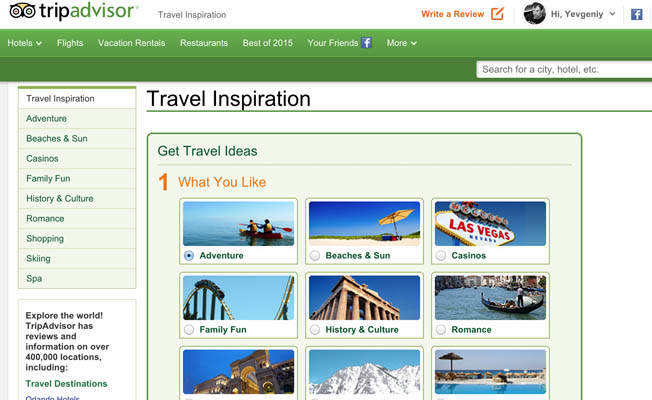 tripadvisor®
Travel Inspiration
Write a Review
Hi, Yevgeniy
Hotels Flights Vacation Rentals Restaurants Best of 2015 Your Friends More
Search for a city, hotel, etc.
Travel Inspiration
Adventure
Beaches & Sun
Casinos
Family Fun
History & Culture
Romance
Shopping
Skiing
Spa
Explore the world!
TripAdvisor has
reviews and
information on over
400,000 locations,
including:
Travel Destinations
Orlando Hotels
Travel Inspiration
Get Travel Ideas
1 What You Like
WELCOME
TO Fabulous
LAS VEGAS
NEVADA
Adventure Beaches & Sun Casinos
Family Fun History & Culture Romance